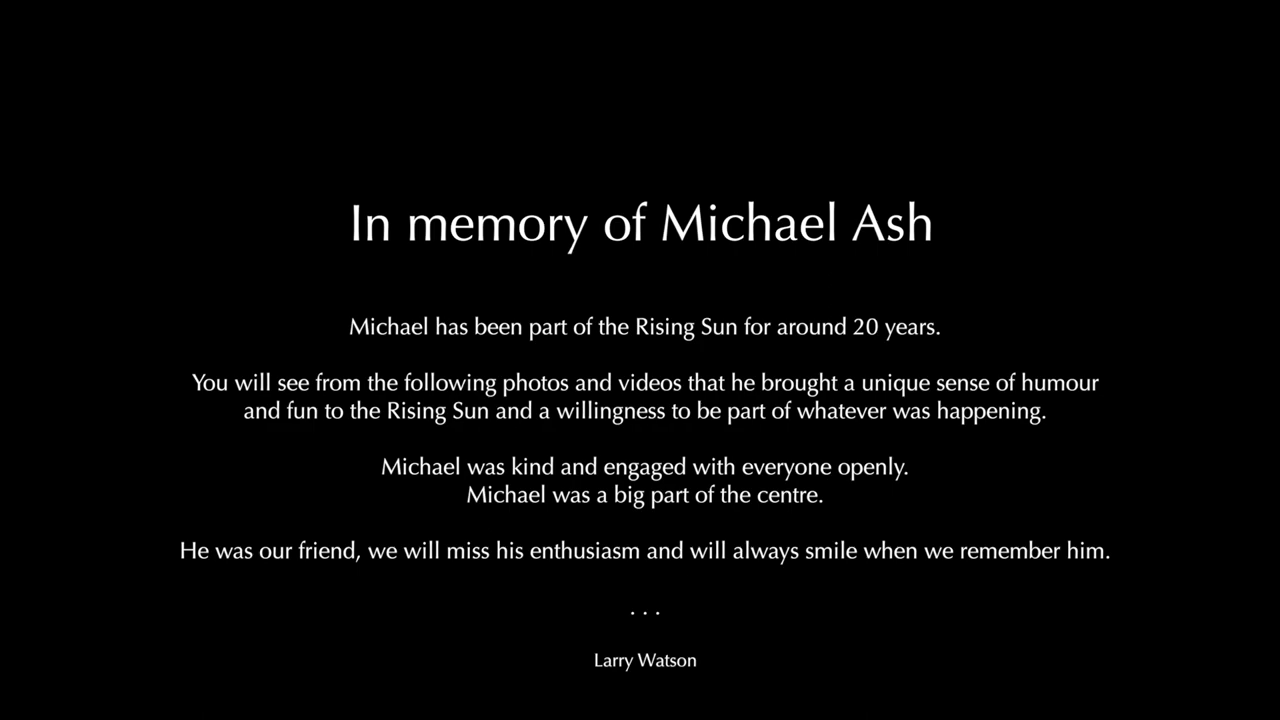 In memory of Michael Ash
Michael has been part of the Rising Sun for around 20 years.
You will see from the following photos and videos that he brought a unique sense of humour
and fun to the Rising Sun and a willingness to be part of whatever was happening.
Michael was kind and engaged with everyone openly.
Michael was a big part of the centre.
He was our friend, we will miss his enthusiasm and will always smile when we remember him.
. . .
Larry Watson